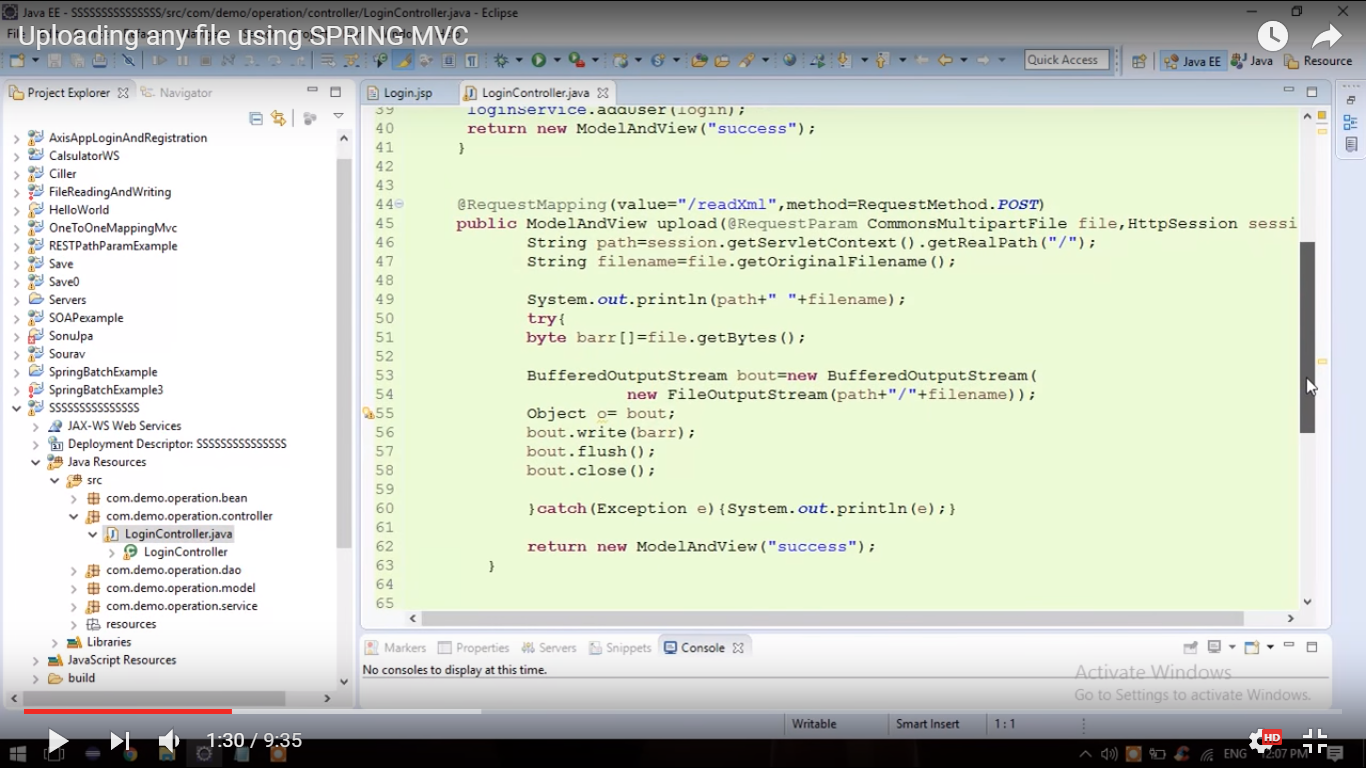 Java EE - SSSSSSSSSSSSSSS/src/com/demo/operation/controller/LoginController.java - Eclipse
Uploading any file using SPRING MVC
Quick Access
Java EE
Java
Resource
Project Explorer
Navigator
Login.jsp
LoginController.java
AxisAppLoginAndRegistration
CalsulatorWS
Ciller
FileReadingAndWriting
HelloWorld
OneToOneMappingMvc
RESTPathParamExample
Save
Save0
Servers
SOAPexample
SonuJpa
Sourav
SpringBatchExample
SpringBatchExample3
SSSSSSSSSSSSSSS
JAX-WS Web Services
Deployment Descriptor: SSSSSSSSSSSSSSS
Java Resources
src
com.demo.operation.bean
com.demo.operation.controller
LoginController.java
LoginController
com.demo.operation.dao
com.demo.operation.model
com.demo.operation.service
resources
Libraries
JavaScript Resources
build
39 loginService.adduser(login);
40 return new ModelAndView("success");
41 }
42
43
44 @RequestMapping(value="/readXml",method=RequestMethod.POST)
45 public ModelAndView upload(@RequestParam CommonsMultipartFile file,HttpSession sessi
46 String path=session.getServletContext().getRealPath("/");
47 String filename=file.getOriginalFilename();
48
49 System.out.println(path+" "+filename);
50 try{
51 byte barr[]=file.getBytes();
52
53 BufferedOutputStream bout=new BufferedOutputStream(
54 new FileOutputStream(path+"/"+filename));
55 Object o= bout;
56 bout.write(barr);
57 bout.flush();
58 bout.close();
59
60 }catch(Exception e){System.out.println(e);}
61
62 return new ModelAndView("success");
63 }
64
65
Markers
Properties
Servers
Snippets
Console
No consoles to display at this time.
Activate Windows
Go to Settings to activate Windows.
Writable
Smart Insert
1 : 1
1:30 / 9:35
HD
ENG
12:07 PM